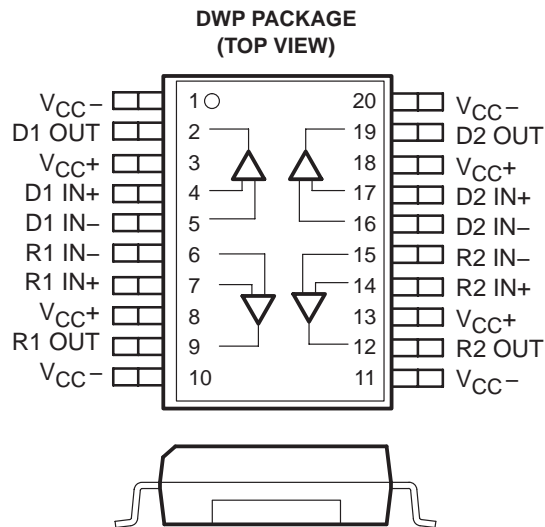 DWP PACKAGE
(TOP VIEW)
VCC− 1 20 VCC−
D1 OUT 2 19 D2 OUT
VCC+ 3 18 VCC+
D1 IN+ 4 17 D2 IN+
D1 IN− 5 16 D2 IN−
R1 IN− 6 15 R2 IN−
R1 IN+ 7 14 R2 IN+
VCC+ 8 13 VCC+
R1 OUT 9 12 R2 OUT
VCC− 10 11 VCC−